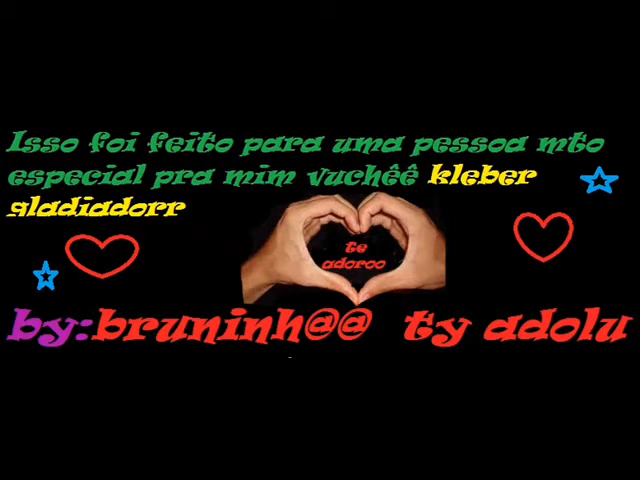 Isso foi feito para uma pessoa mto
especial pra mim vuchêê kleber
gladiadorr
te
adoroo
by:bruninh@@ ty adolu